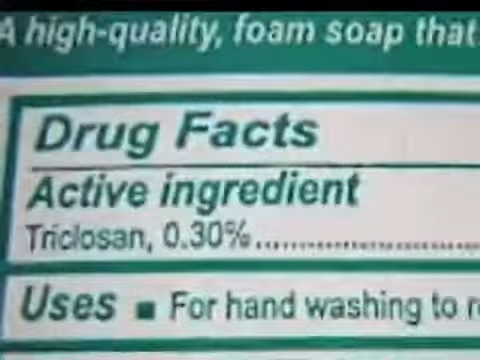 A high-quality, foam soap that
Drug Facts
Active ingredient
Triclosan, 0.30%..............................
Uses ■ For hand washing to